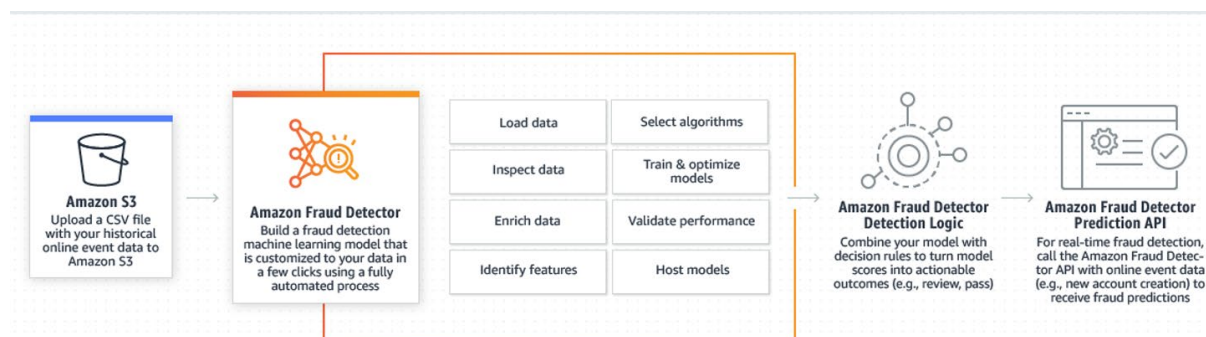 Amazon S3
Upload a CSV file
with your historical
online event data to
Amazon S3
Amazon Fraud Detector
Build a fraud detection
machine learning model that
is customized to your data in
a few clicks using a fully
automated process
Load data
Select algorithms
Inspect data
Train & optimize
models
Enrich data
Validate performance
Identify features
Host models
Amazon Fraud Detector
Detection Logic
Combine your model with
decision rules to turn model
scores into actionable
outcomes (e.g., review, pass)
Amazon Fraud Detector
Prediction API
For real-time fraud detection,
call the Amazon Fraud Detec-
tor API with online event data
(e.g., new account creation) to
receive fraud predictions